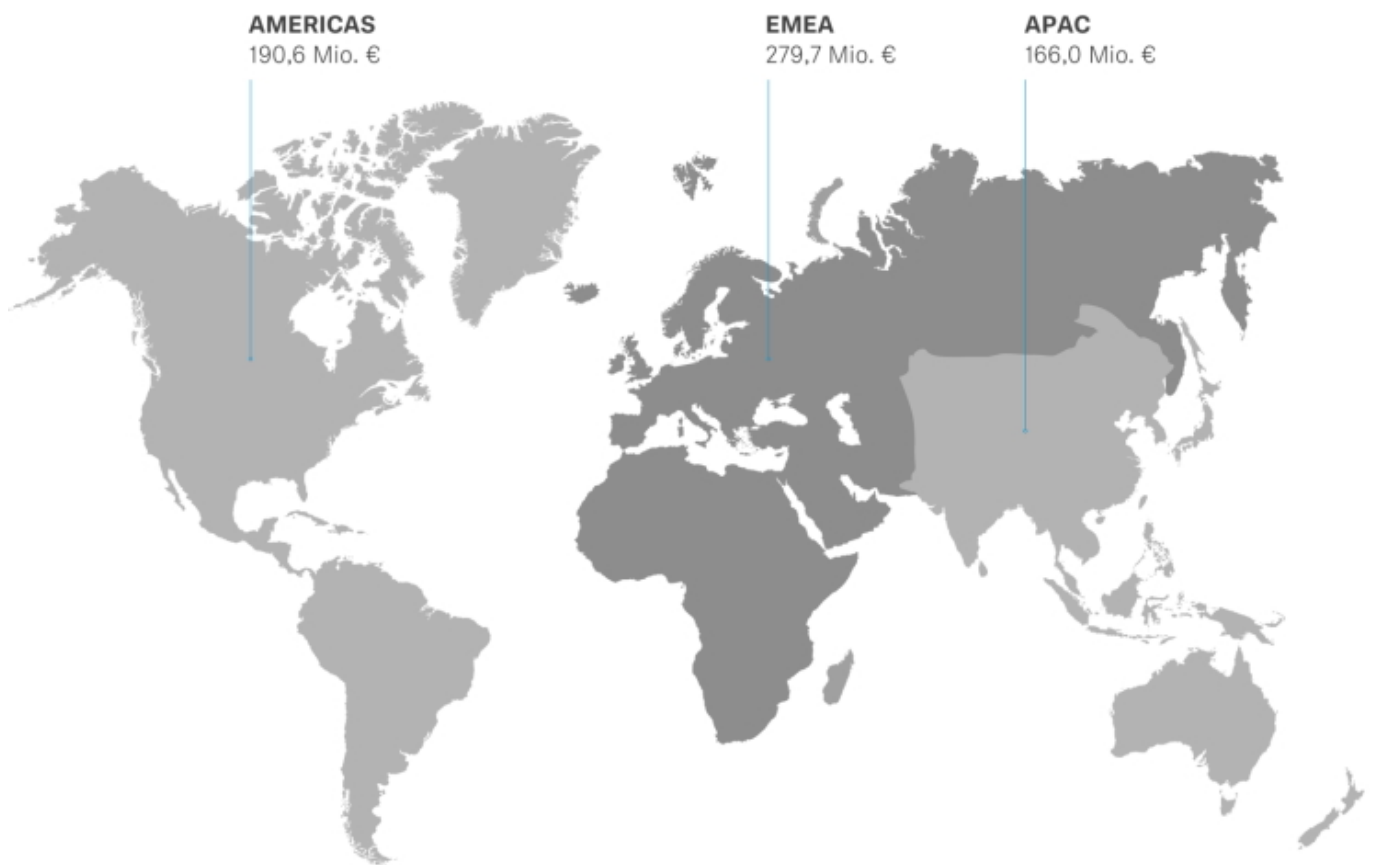 AMERICAS
190,6 Mio. €
EMEA
279,7 Mio. €
APAC
166,0 Mio. €